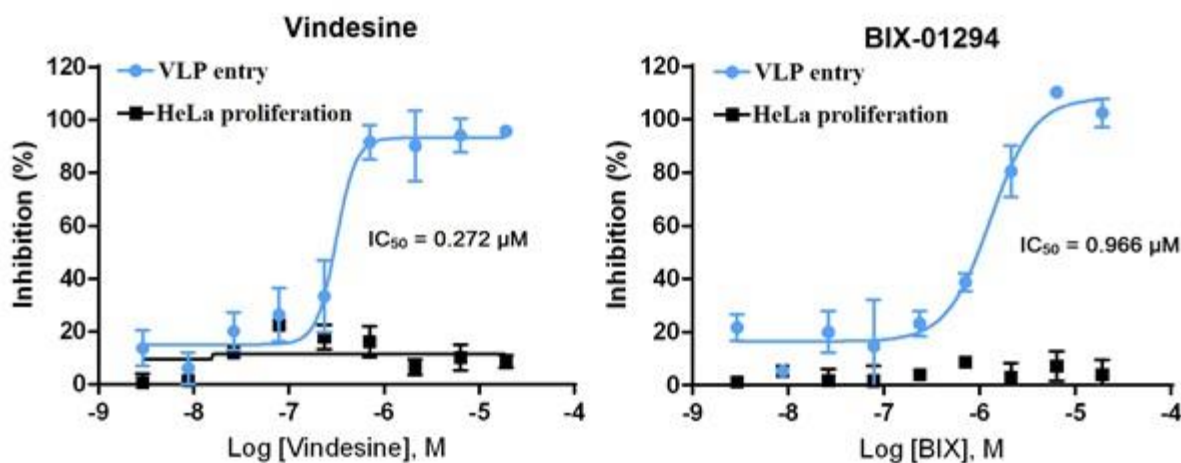 Vindesine
120
100
80
60
40
20
0
Inhibition (%)
VLP entry
HeLa proliferation
IC₅₀ = 0.272 µM
-9 -8 -7 -6 -5 -4
Log [Vindesine], M
BIX-01294
120
100
80
60
40
20
0
Inhibition (%)
VLP entry
HeLa proliferation
IC₅₀ = 0.966 µM
-9 -8 -7 -6 -5 -4
Log [BIX], M